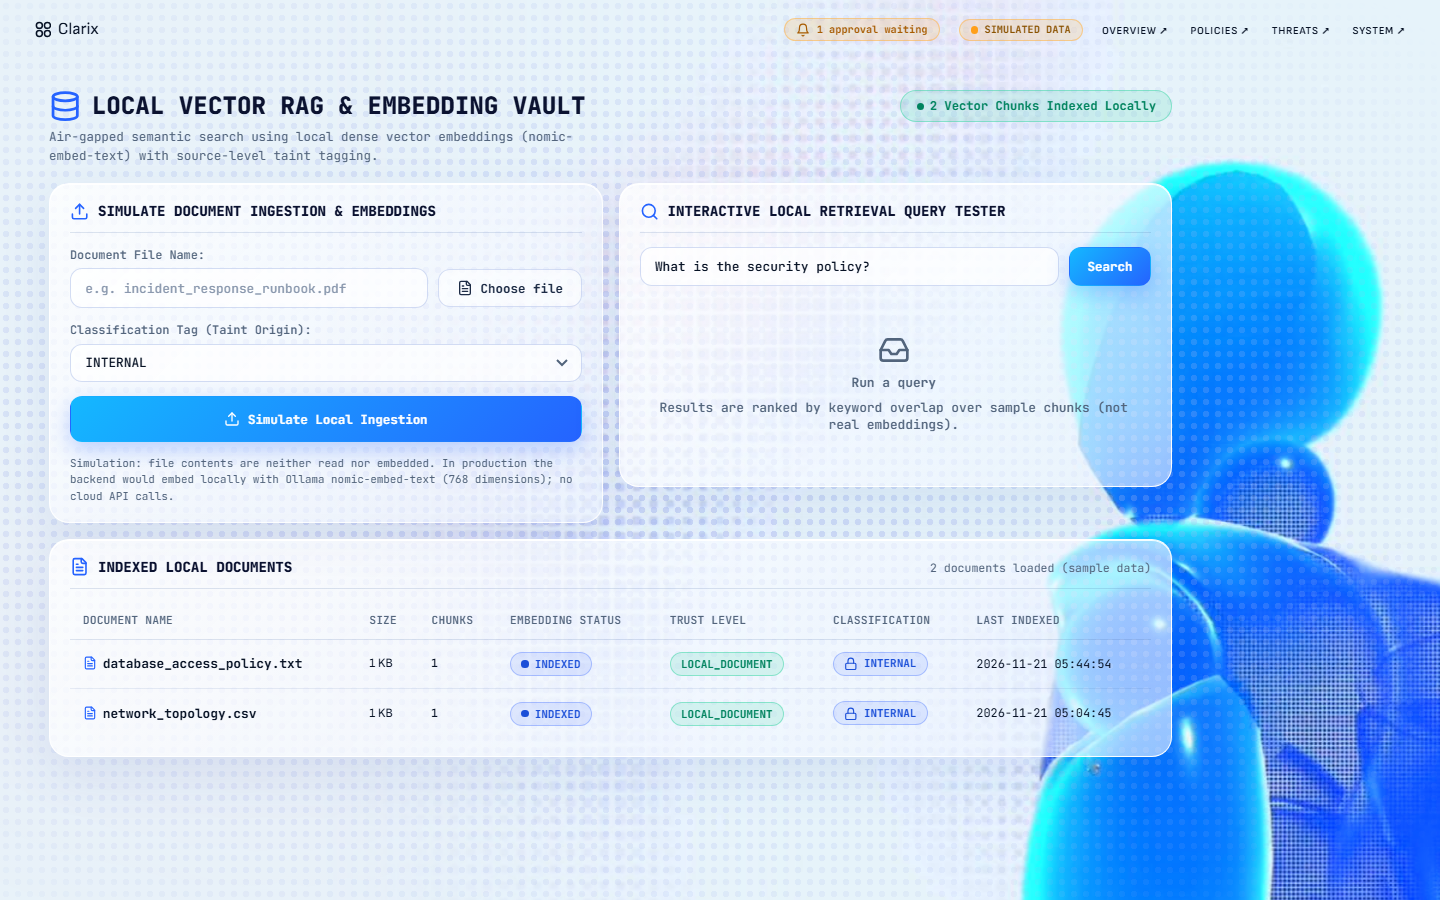 Clarix
1 approval waiting
SIMULATED DATA
OVERVIEW ↗
POLICIES ↗
THREATS ↗
SYSTEM ↗
LOCAL VECTOR RAG & EMBEDDING VAULT
2 Vector Chunks Indexed Locally
Air-gapped semantic search using local dense vector embeddings (nomic-
embed-text) with source-level taint tagging.
SIMULATE DOCUMENT INGESTION & EMBEDDINGS
Document File Name:
e.g. incident_response_runbook.pdf
Choose file
Classification Tag (Taint Origin):
INTERNAL
Simulate Local Ingestion
Simulation: file contents are neither read nor embedded. In production the
backend would embed locally with Ollama nomic-embed-text (768 dimensions); no
cloud API calls.
INTERACTIVE LOCAL RETRIEVAL QUERY TESTER
What is the security policy?
Search
Run a query
Results are ranked by keyword overlap over sample chunks (not
real embeddings).
INDEXED LOCAL DOCUMENTS
2 documents loaded (sample data)
DOCUMENT NAME SIZE CHUNKS EMBEDDING STATUS TRUST LEVEL CLASSIFICATION LAST INDEXED
database_access_policy.txt 1 KB 1 INDEXED LOCAL_DOCUMENT INTERNAL 2026-11-21 05:44:54
network_topology.csv 1 KB 1 INDEXED LOCAL_DOCUMENT INTERNAL 2026-11-21 05:04:45